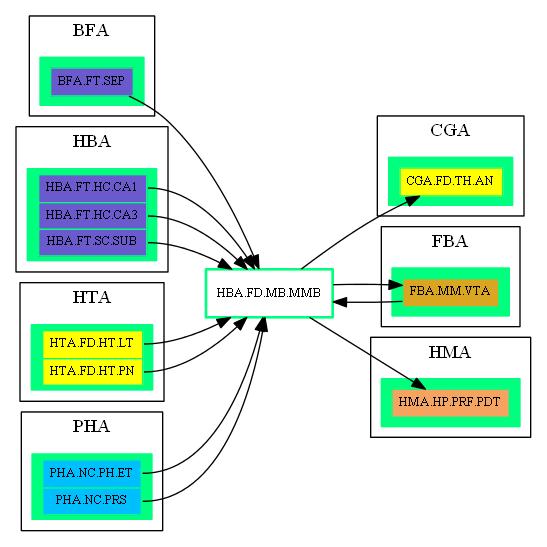 BFA
BFA.FT.SEP
HBA
HBA.FT.HC.CA1
HBA.FT.HC.CA3
HBA.FT.SC.SUB
HTA
HTA.FD.HT.LT
HTA.FD.HT.PN
PHA
PHA.NC.PH.ET
PHA.NC.PRS
HBA.FD.MB.MMB
CGA
CGA.FD.TH.AN
FBA
FBA.MM.VTA
HMA
HMA.HP.PRF.PDT